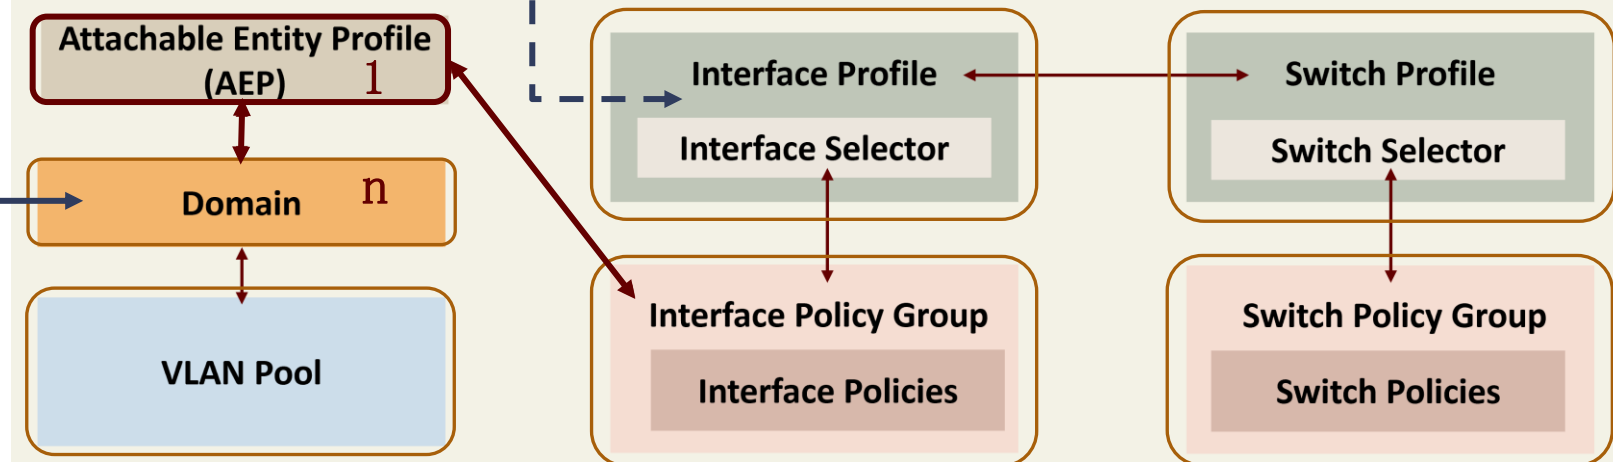 Attachable Entity Profile
(AEP)
1
Domain
n
VLAN Pool
Interface Profile
Interface Selector
Interface Policy Group
Interface Policies
Switch Profile
Switch Selector
Switch Policy Group
Switch Policies